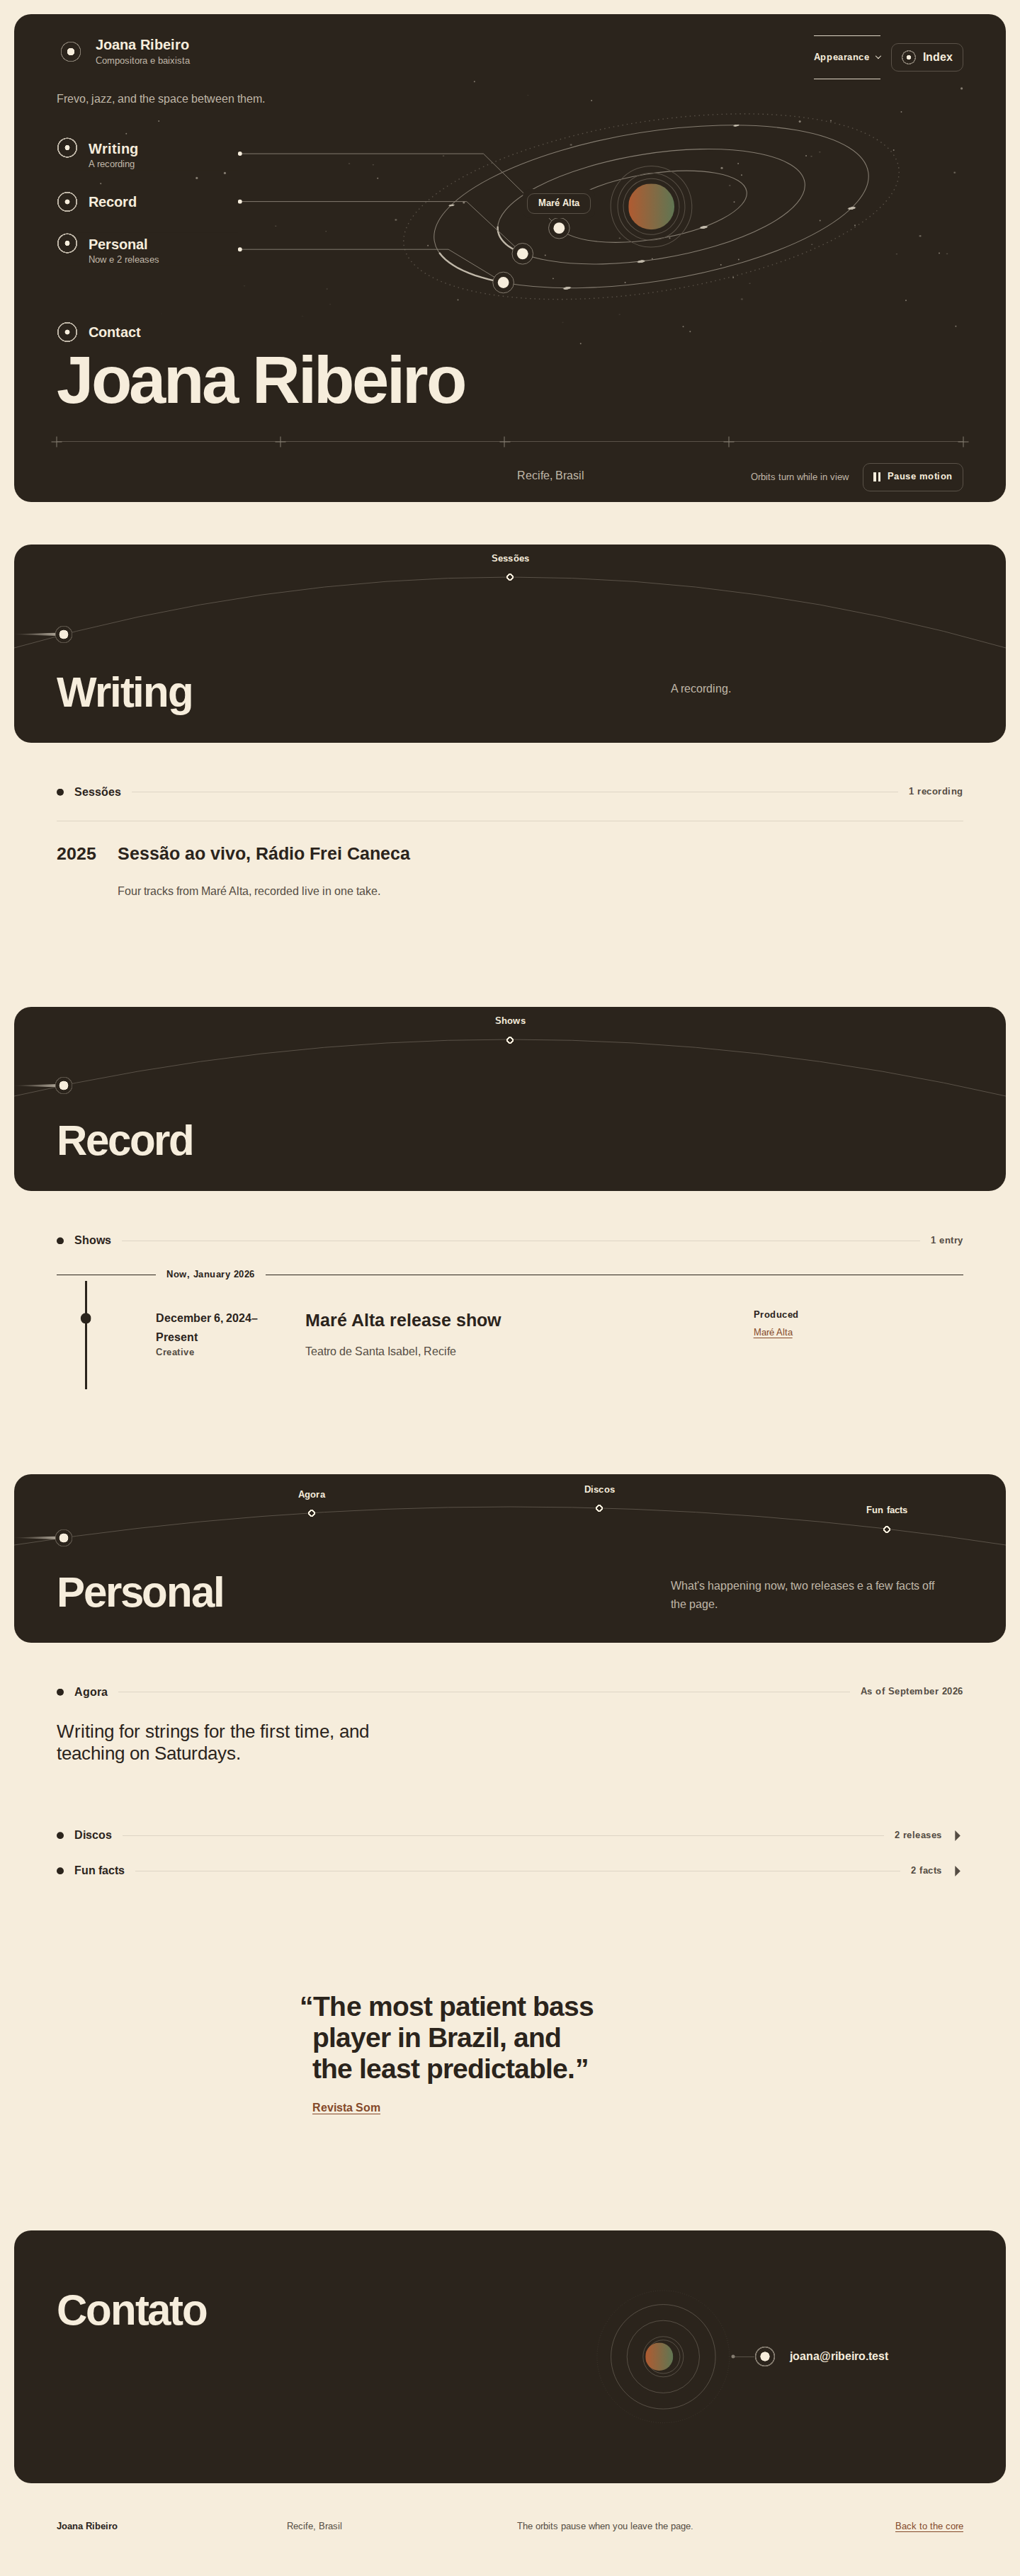 Joana Ribeiro
Compositora e baixista
Appearance
Index
Frevo, jazz, and the space between them.
Writing
A recording
Record
Personal
Now e 2 releases
Maré Alta
Contact
Joana Ribeiro
Recife, Brasil
Orbits turn while in view
Pause motion
Sessões
Writing
A recording.
Sessões
1 recording
2025
Sessão ao vivo, Rádio Frei Caneca
Four tracks from Maré Alta, recorded live in one take.
Shows
Record
Shows
1 entry
Now, January 2026
December 6, 2024–
Present
Creative
Maré Alta release show
Teatro de Santa Isabel, Recife
Produced
Maré Alta
Agora
Discos
Fun facts
Personal
What's happening now, two releases e a few facts off
the page.
Agora
As of September 2026
Writing for strings for the first time, and
teaching on Saturdays.
Discos
2 releases
Fun facts
2 facts
“The most patient bass
player in Brazil, and
the least predictable.”
Revista Som
Contato
joana@ribeiro.test
Joana Ribeiro
Recife, Brasil
The orbits pause when you leave the page.
Back to the core